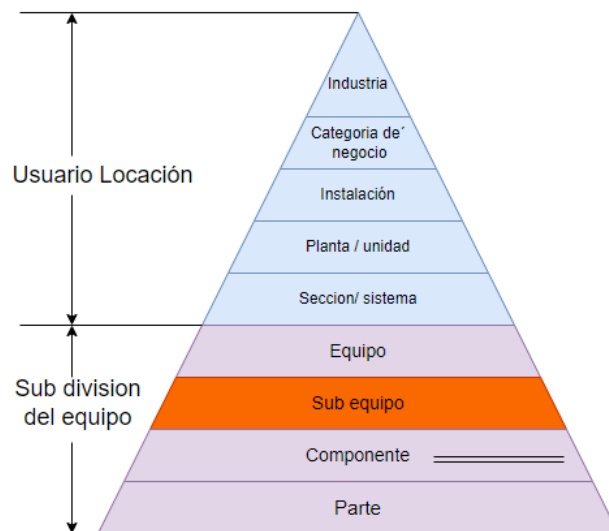 Industria
Categoria de´
negocio
Usuario Locación
Instalación
Planta / unidad
Seccion/ sistema
Equipo
Sub division
del equipo
Sub equipo
Componente
Parte